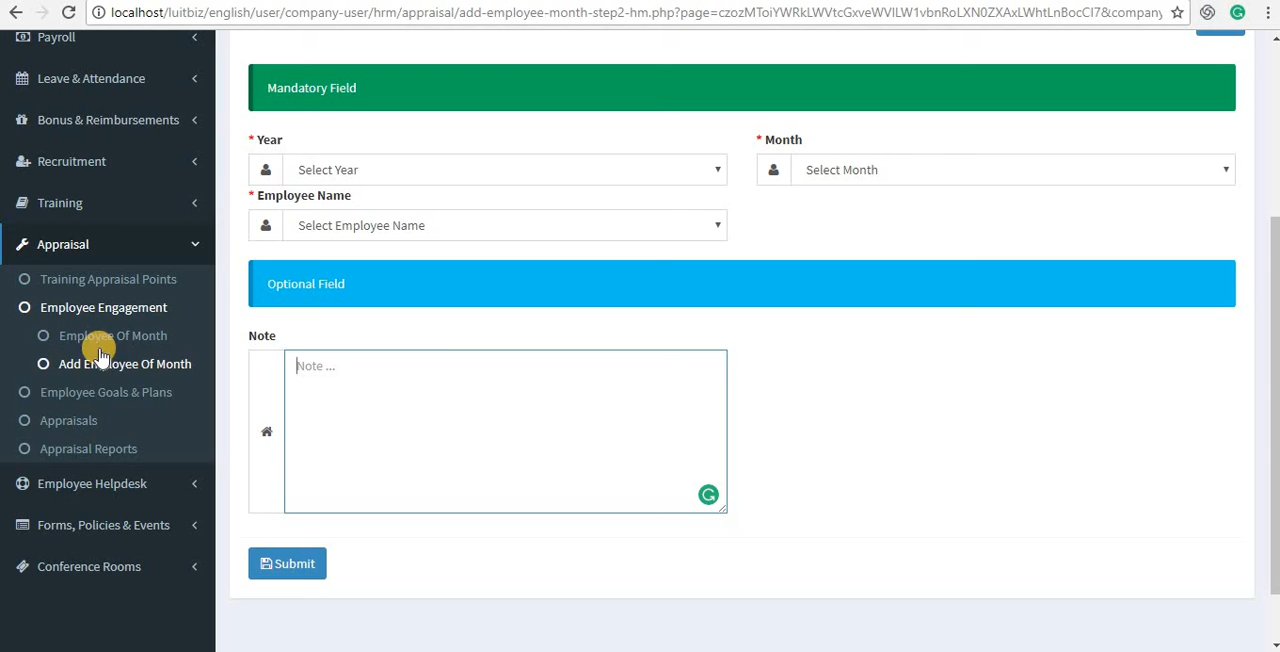 localhost/luitbiz/english/user/company-user/hrm/appraisal/add-employee-month-step2-hm.php?page=czozMToiYWRkLWVtcGxveWVlLW1vbnRoLXN0ZXAxLWhtLnBocCI7&company
Payroll
Leave & Attendance
Bonus & Reimbursements
Recruitment
Training
Appraisal
Training Appraisal Points
Employee Engagement
Employee Of Month
Add Employee Of Month
Employee Goals & Plans
Appraisals
Appraisal Reports
Employee Helpdesk
Forms, Policies & Events
Conference Rooms
Mandatory Field
* Year
* Month
Select Year
Select Month
* Employee Name
Select Employee Name
Optional Field
Note
Note ...
Submit